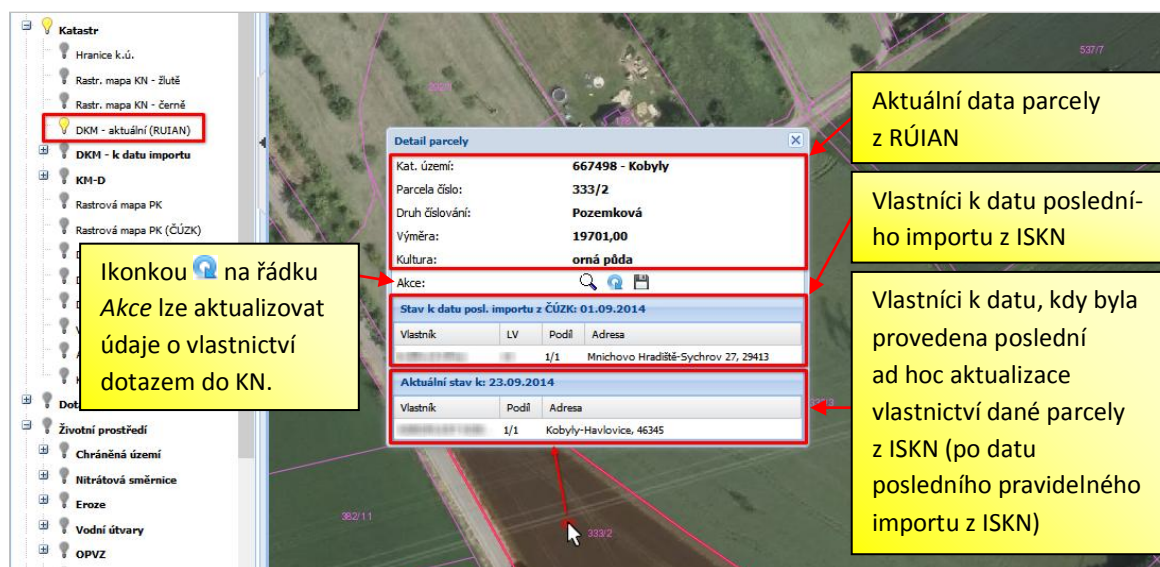 Katastr
Hranice k.ú.
Rastr. mapa KN - žlutě
Rastr. mapa KN - černě
DKM - aktuální (RUIAN)
DKM - k datu importu
KM-D
Rastrová mapa PK
Rastrová mapa PK (ČÚZK)
Životní prostředí
Chráněná území
Nitrátová směrnice
Eroze
Vodní útvary
OPVZ
Ikonkou na řádku
Akce lze aktualizovat
údaje o vlastnictví
dotazem do KN.
537/7
Detail parcely
Kat. území: 667498 - Kobyly
Parcela číslo: 333/2
Druh číslování: Pozemková
Výměra: 19701,00
Kultura: orná půda
Akce:
Stav k datu posl. importu z ČÚZK: 01.09.2014
Vlastník LV Podíl Adresa
1/1 Mnichovo Hradiště-Sychrov 27, 29413
Aktuální stav k: 23.09.2014
Vlastník Podíl Adresa
1/1 Kobyly-Havlovice, 46345
382/11
333/2
Aktuální data parcely
z RÚIAN
Vlastníci k datu poslední-
ho importu z ISKN
Vlastníci k datu, kdy byla
provedena poslední
ad hoc aktualizace
vlastnictví dané parcely
z ISKN (po datu
posledního pravidelného
importu z ISKN)